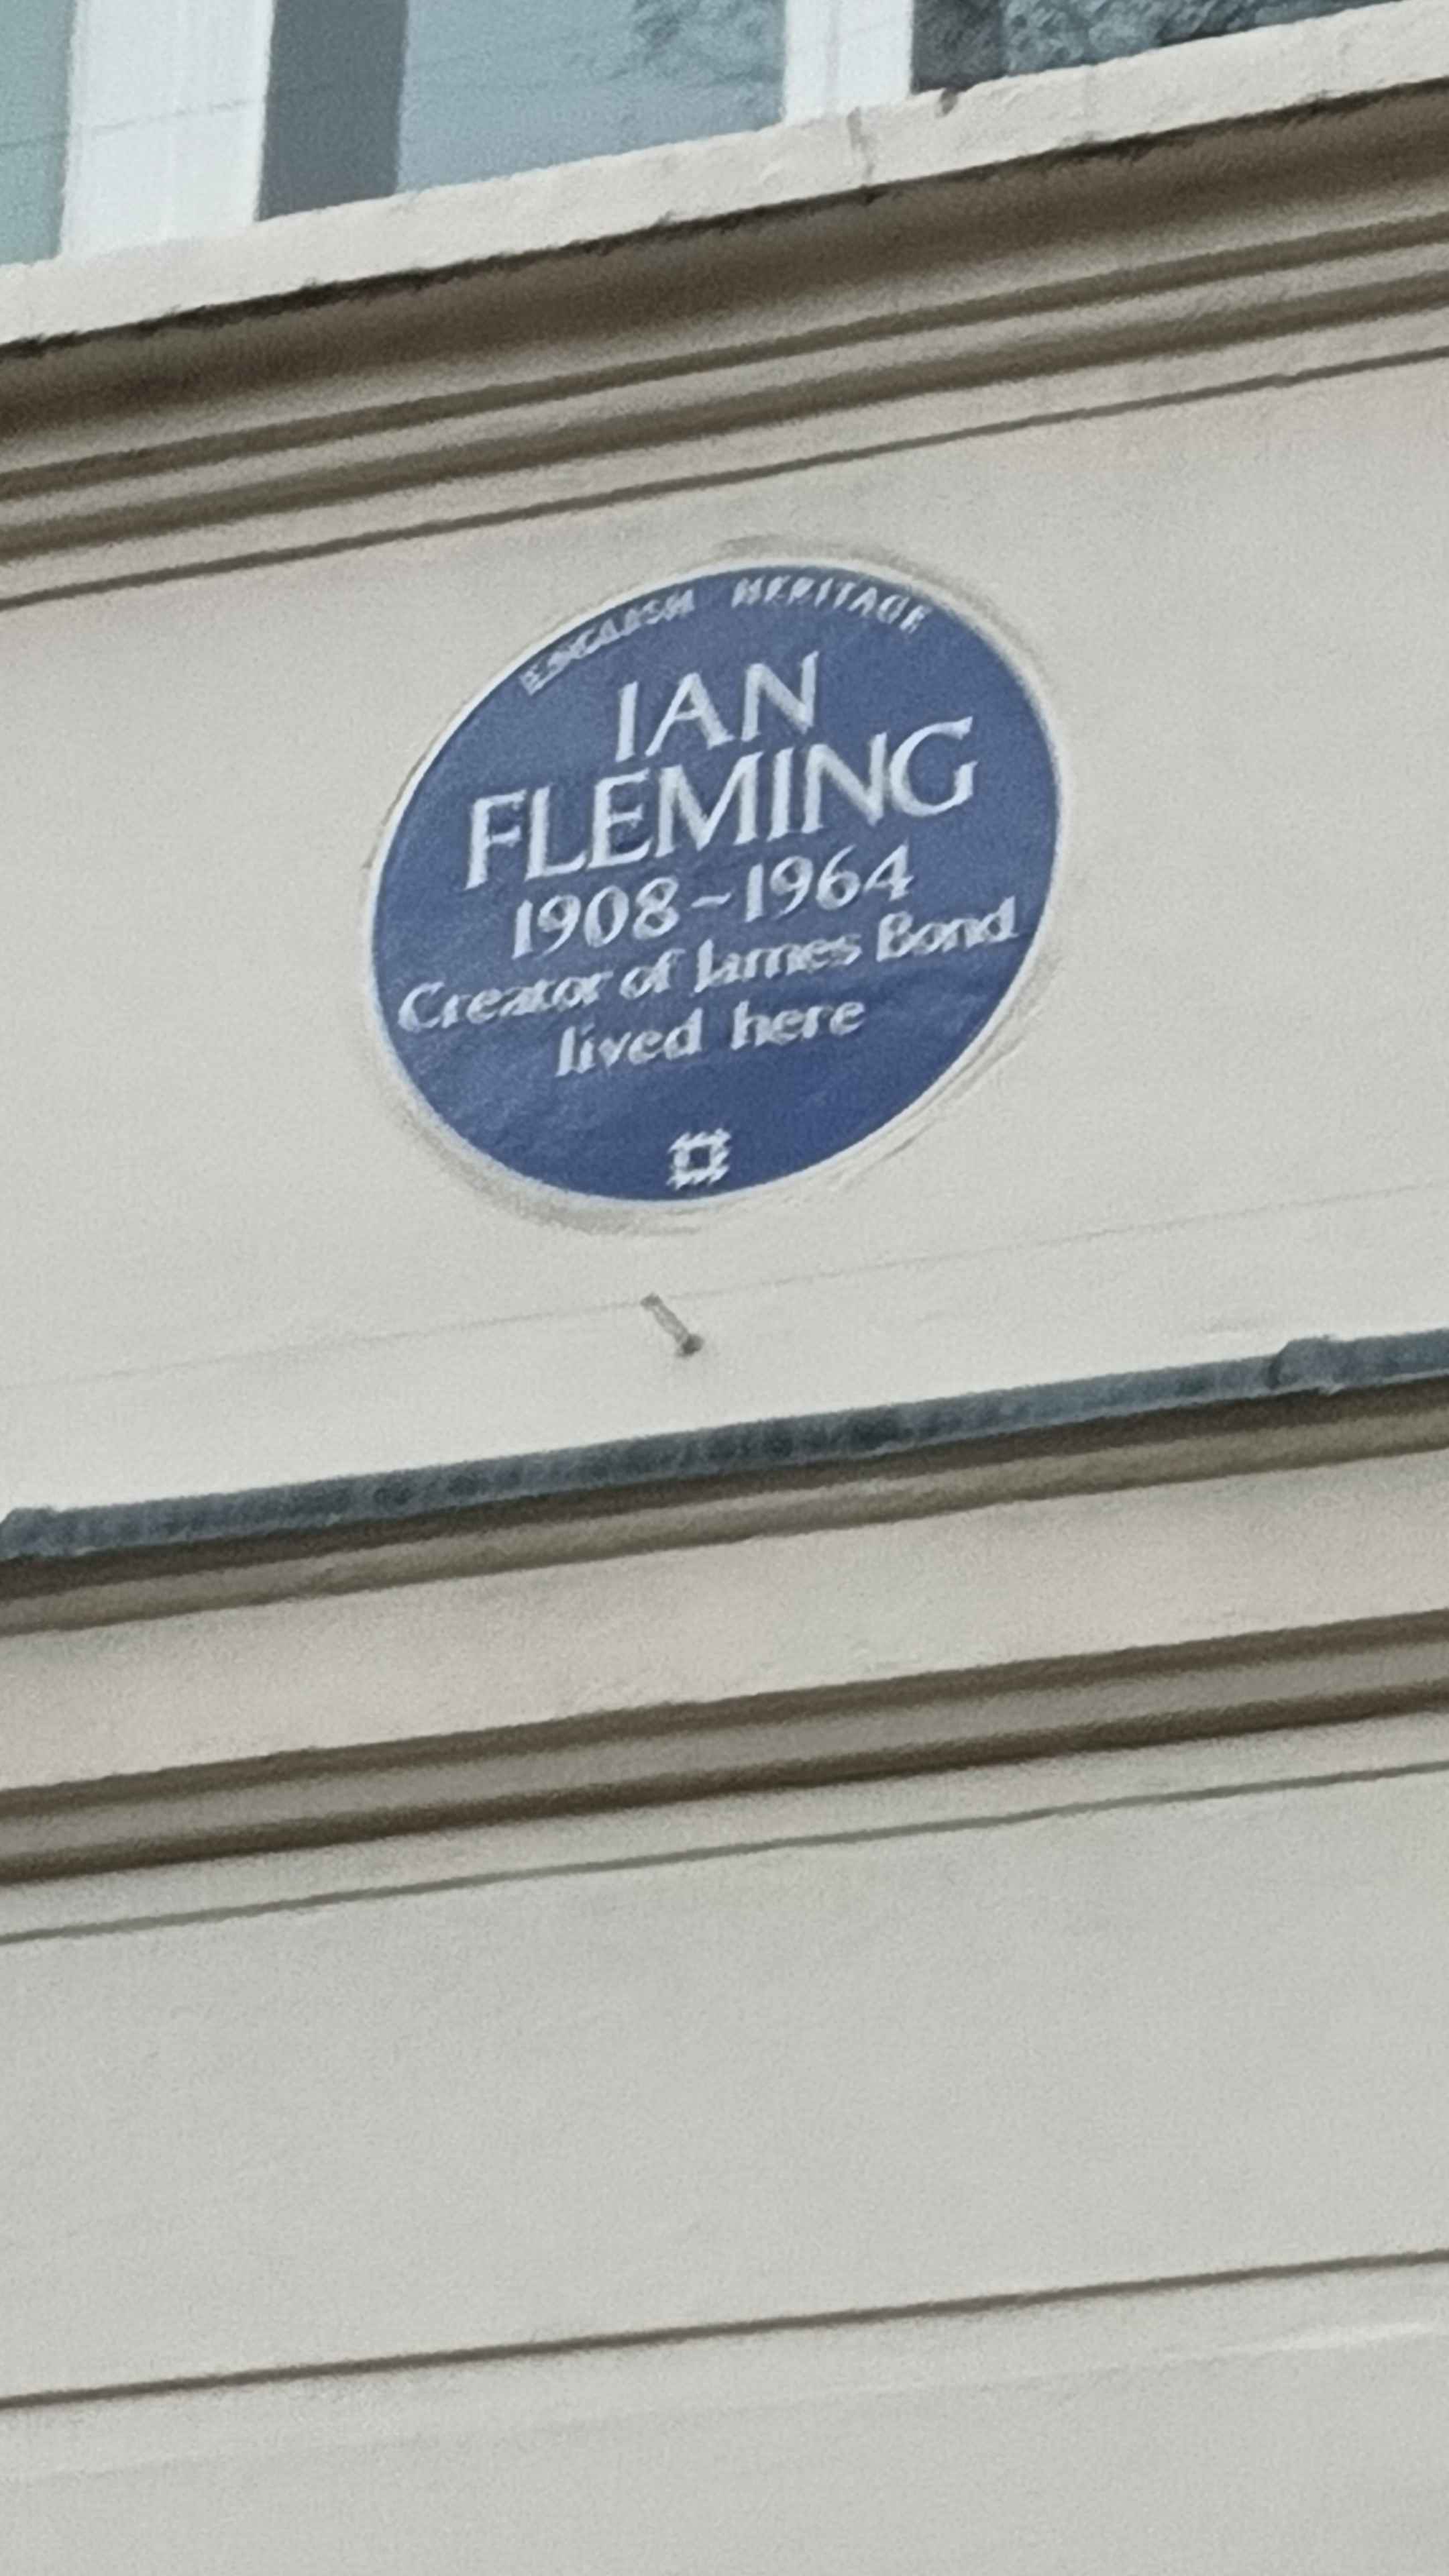 ENGLISH HERITAGE
IAN
FLEMING
1908~1964
Creator of James Bond
lived here